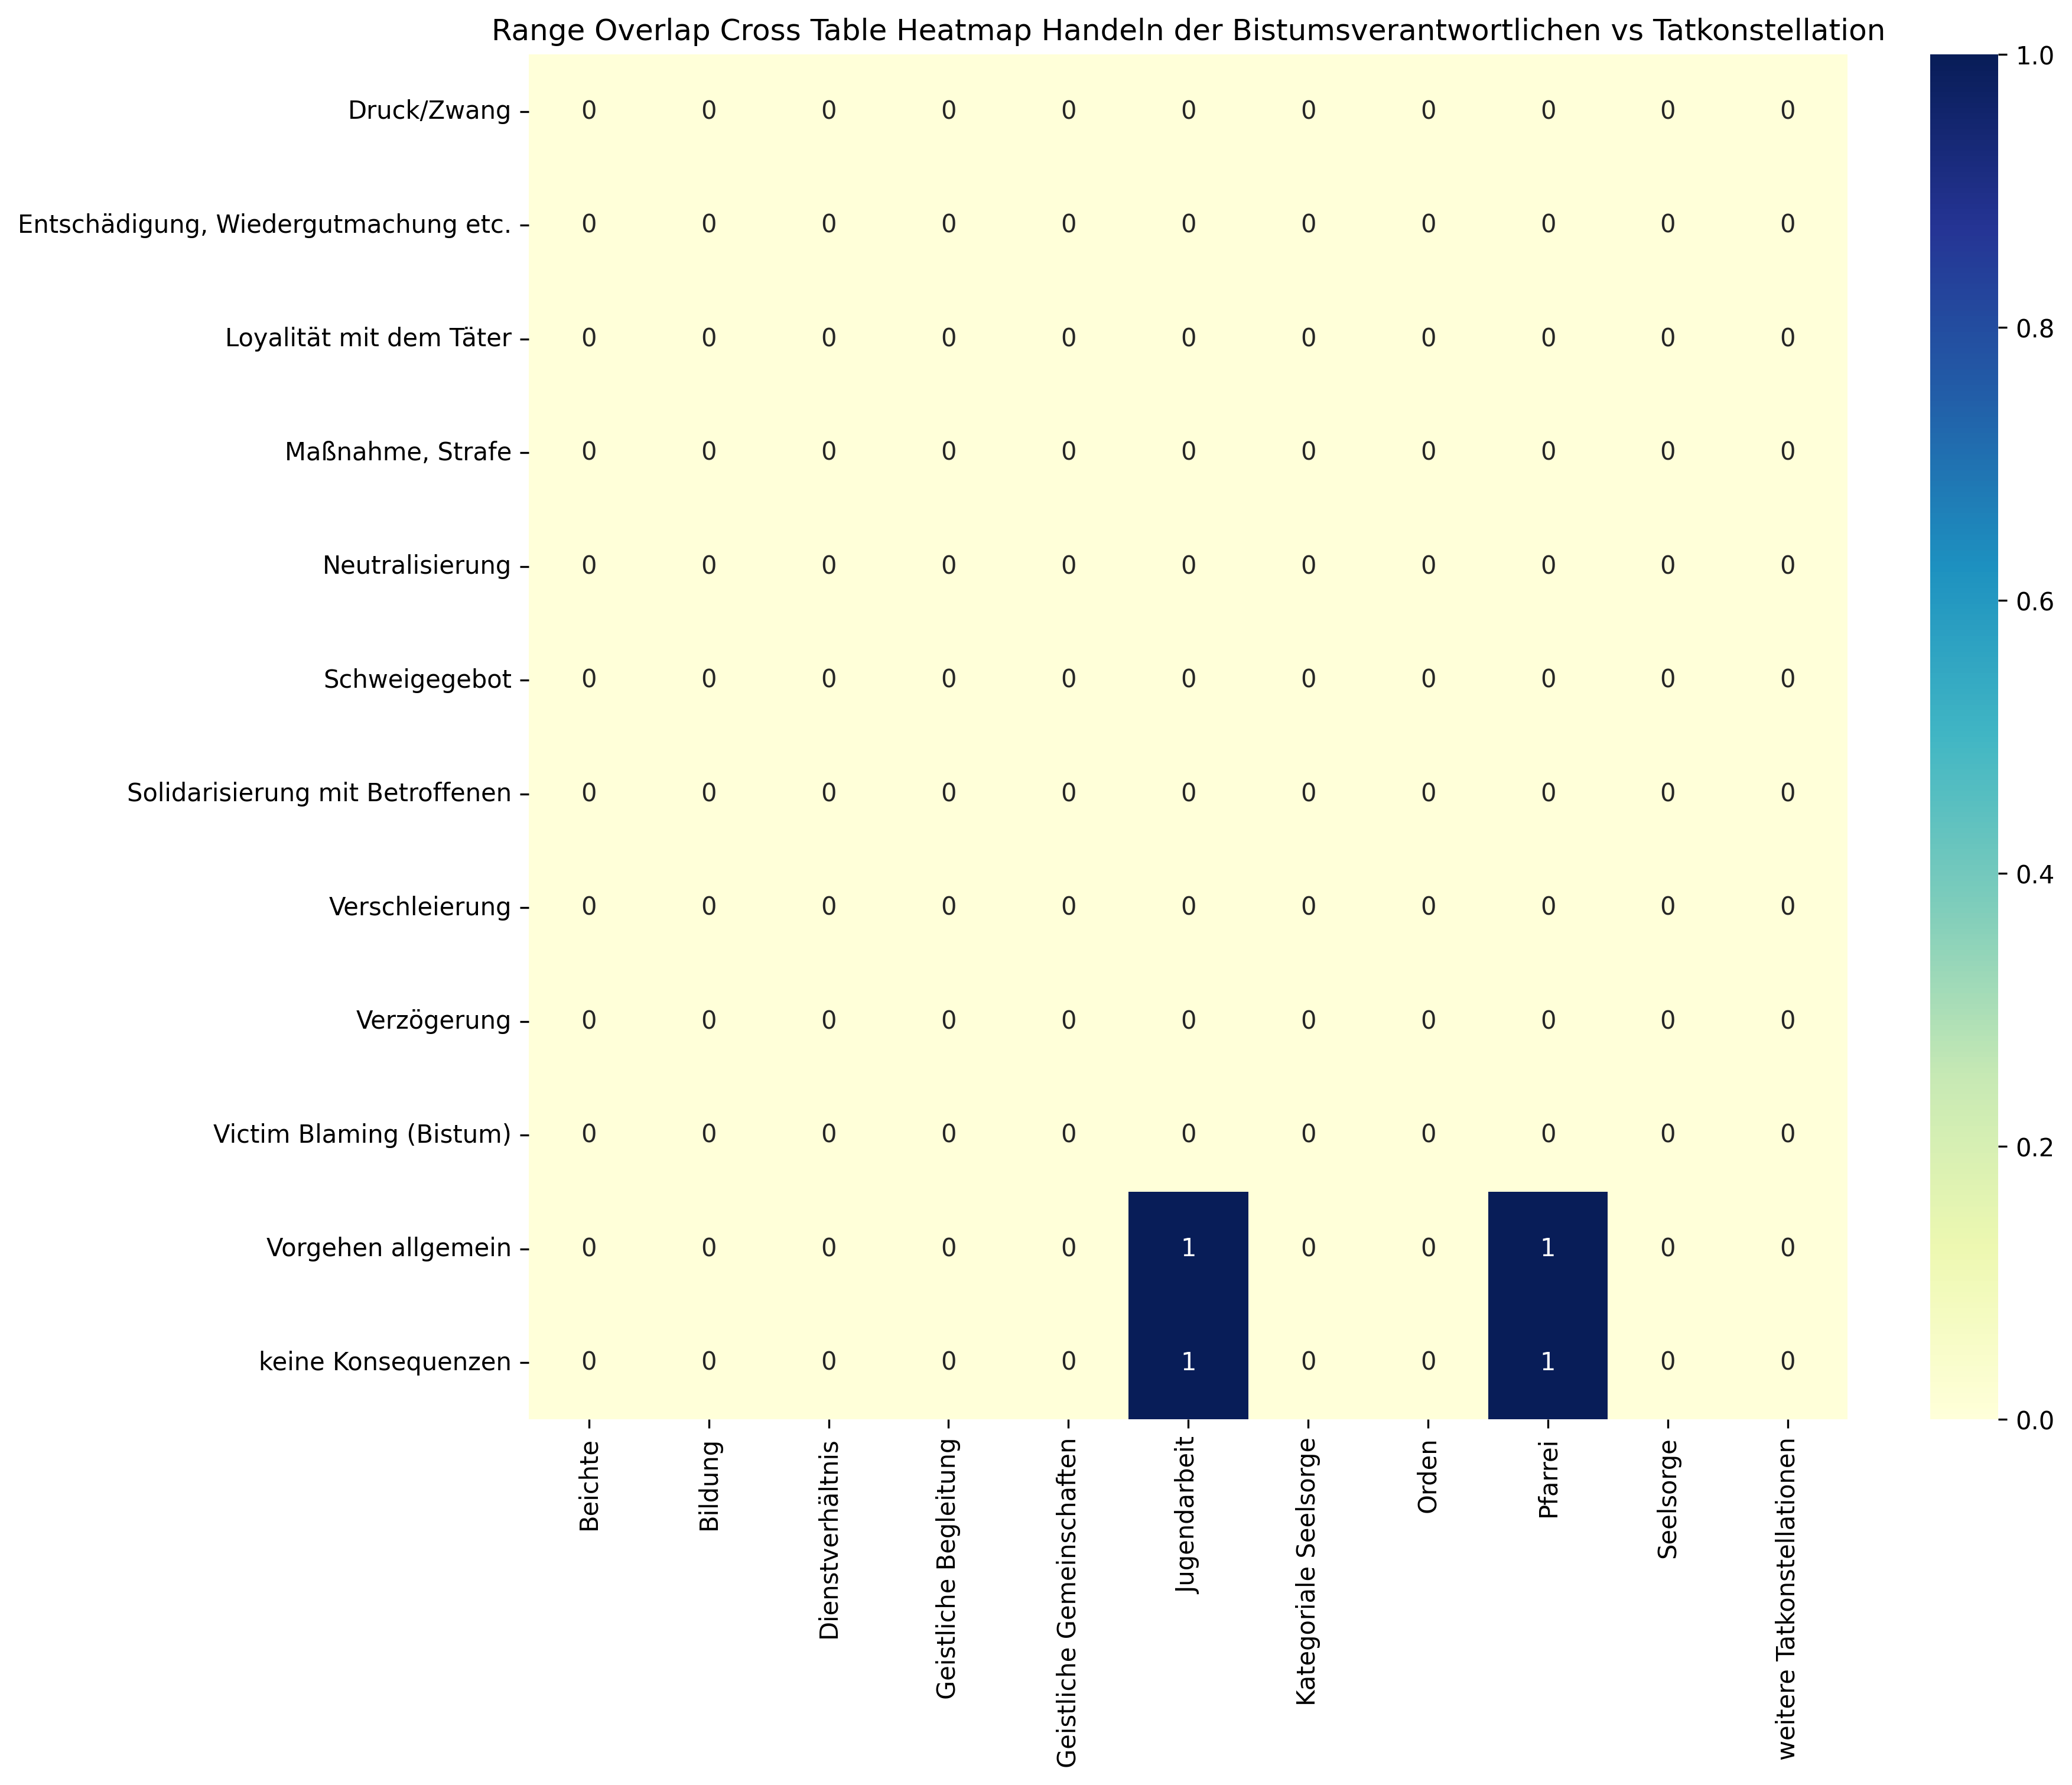 Range Overlap Cross Table Heatmap Handeln der Bistumsverantwortlichen vs Tatkonstellation
Druck/Zwang 0 0 0 0 0 0 0 0 0 0 0
Entschädigung, Wiedergutmachung etc. 0 0 0 0 0 0 0 0 0 0 0
Loyalität mit dem Täter 0 0 0 0 0 0 0 0 0 0 0
Maßnahme, Strafe 0 0 0 0 0 0 0 0 0 0 0
Neutralisierung 0 0 0 0 0 0 0 0 0 0 0
Schweigegebot 0 0 0 0 0 0 0 0 0 0 0
Solidarisierung mit Betroffenen 0 0 0 0 0 0 0 0 0 0 0
Verschleierung 0 0 0 0 0 0 0 0 0 0 0
Verzögerung 0 0 0 0 0 0 0 0 0 0 0
Victim Blaming (Bistum) 0 0 0 0 0 0 0 0 0 0 0
Vorgehen allgemein 0 0 0 0 0 1 0 0 1 0 0
keine Konsequenzen 0 0 0 0 0 1 0 0 1 0 0
Beichte
Bildung
Dienstverhältnis
Geistliche Begleitung
Geistliche Gemeinschaften
Jugendarbeit
Kategoriale Seelsorge
Orden
Pfarrei
Seelsorge
weitere Tatkonstellationen
1.0
0.8
0.6
0.4
0.2
0.0